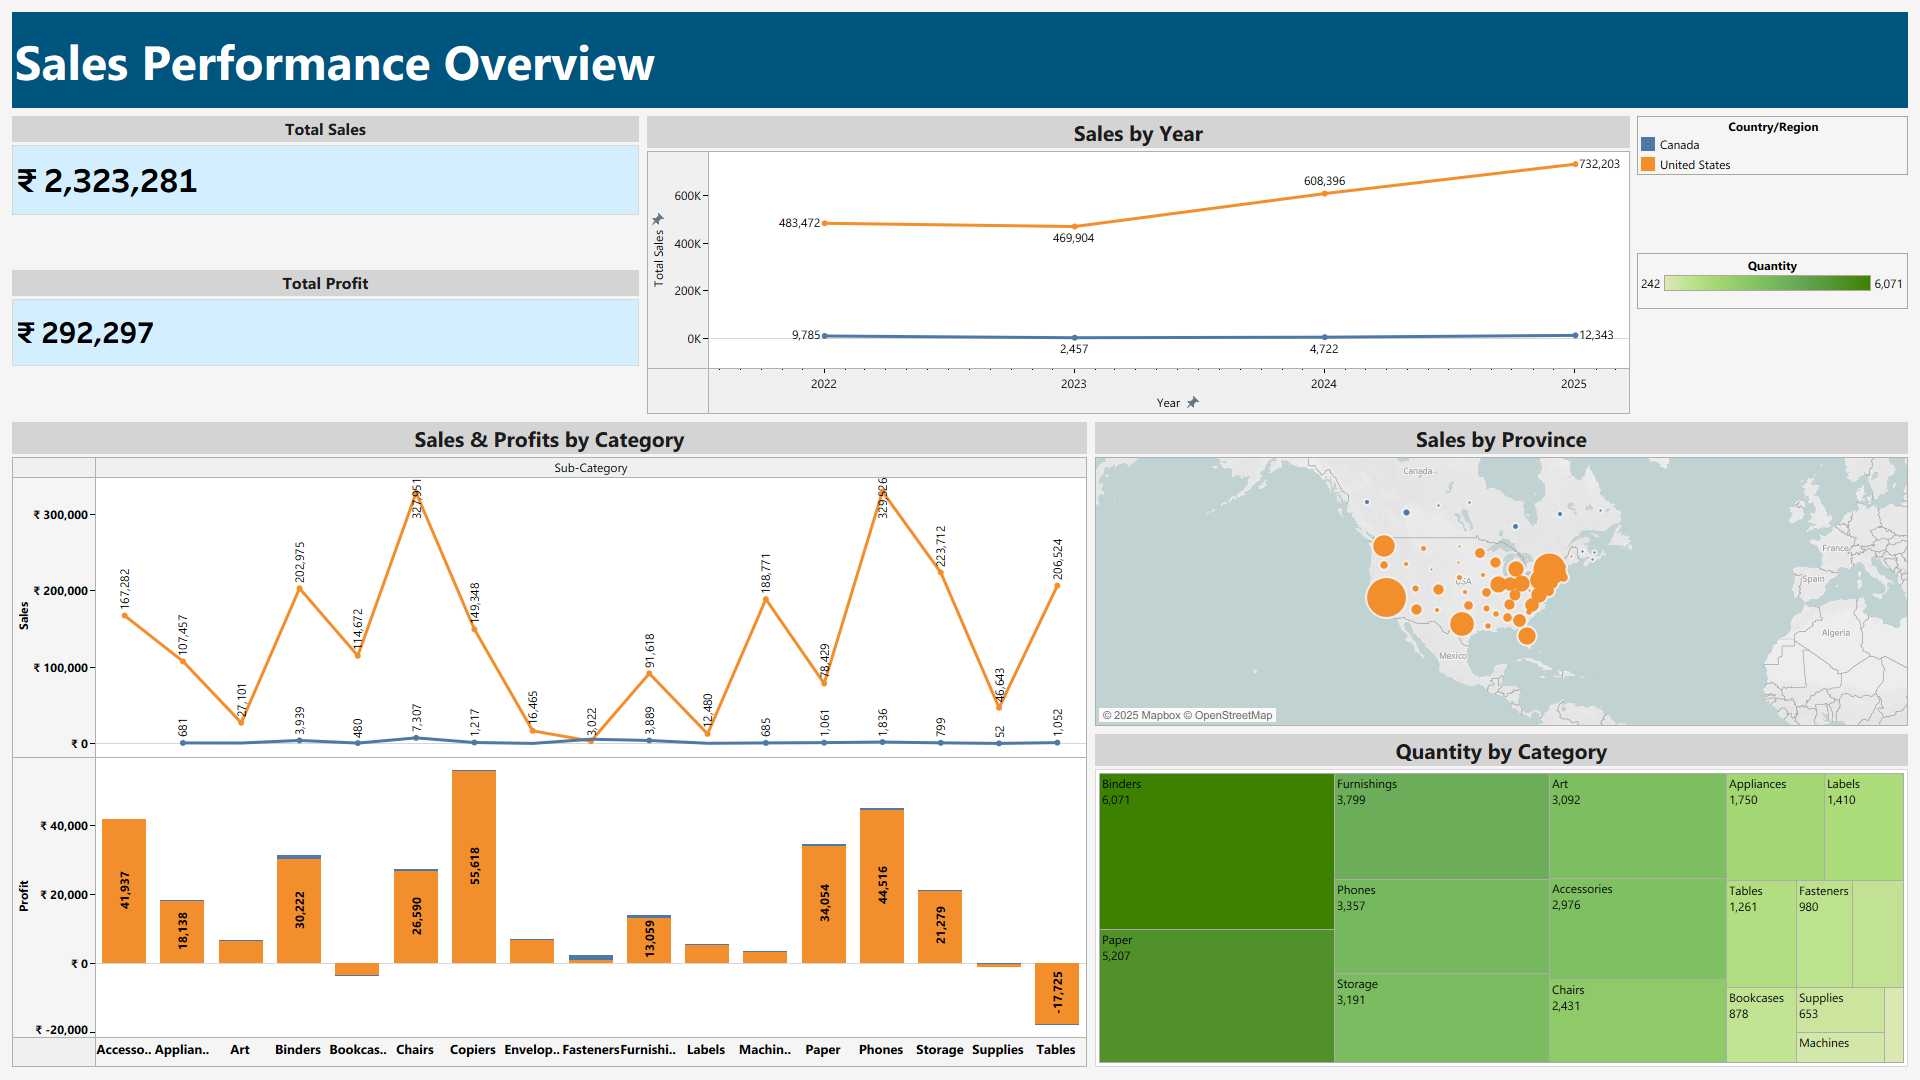 Sales Performance Overview
Total Sales
₹ 2,323,281
Total Profit
₹ 292,297
Sales by Year
Total Sales
600K
400K
200K
0K
483,472
469,904
608,396
732,203
9,785
2,457
4,722
12,343
2022
2023
2024
2025
Year
Country/Region
Canada
United States
Quantity
242
6,071
Sales & Profits by Category
Sub-Category
Sales
₹ 300,000
₹ 200,000
₹ 100,000
₹ 0
167,282
107,457
27,101
202,975
114,672
327,951
149,348
16,465
3,022
91,618
12,480
188,771
78,429
329,526
223,712
46,643
206,524
681
3,939
480
7,307
1,217
3,889
685
1,061
1,836
799
52
1,052
Profit
₹ 40,000
₹ 20,000
₹ 0
₹ -20,000
41,937
18,138
30,222
26,590
55,618
13,059
34,054
44,516
21,279
-17,725
Accesso..
Applian..
Art
Binders
Bookcas..
Chairs
Copiers
Envelop..
Fasteners
Furnishi..
Labels
Machin..
Paper
Phones
Storage
Supplies
Tables
Sales by Province
Canada
USA
Mexico
France
Spain
Algeria
© 2025 Mapbox © OpenStreetMap
Quantity by Category
Binders
6,071
Paper
5,207
Furnishings
3,799
Phones
3,357
Storage
3,191
Art
3,092
Accessories
2,976
Chairs
2,431
Appliances
1,750
Labels
1,410
Tables
1,261
Fasteners
980
Bookcases
878
Supplies
653
Machines